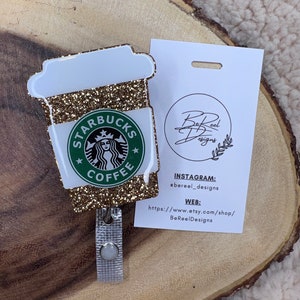 STARBUCKS
COFFEE
BeReel
Designs
INSTAGRAM:
bereel_designs
WEB:
https://www.etsy.com/shop/
BeReelDesigns